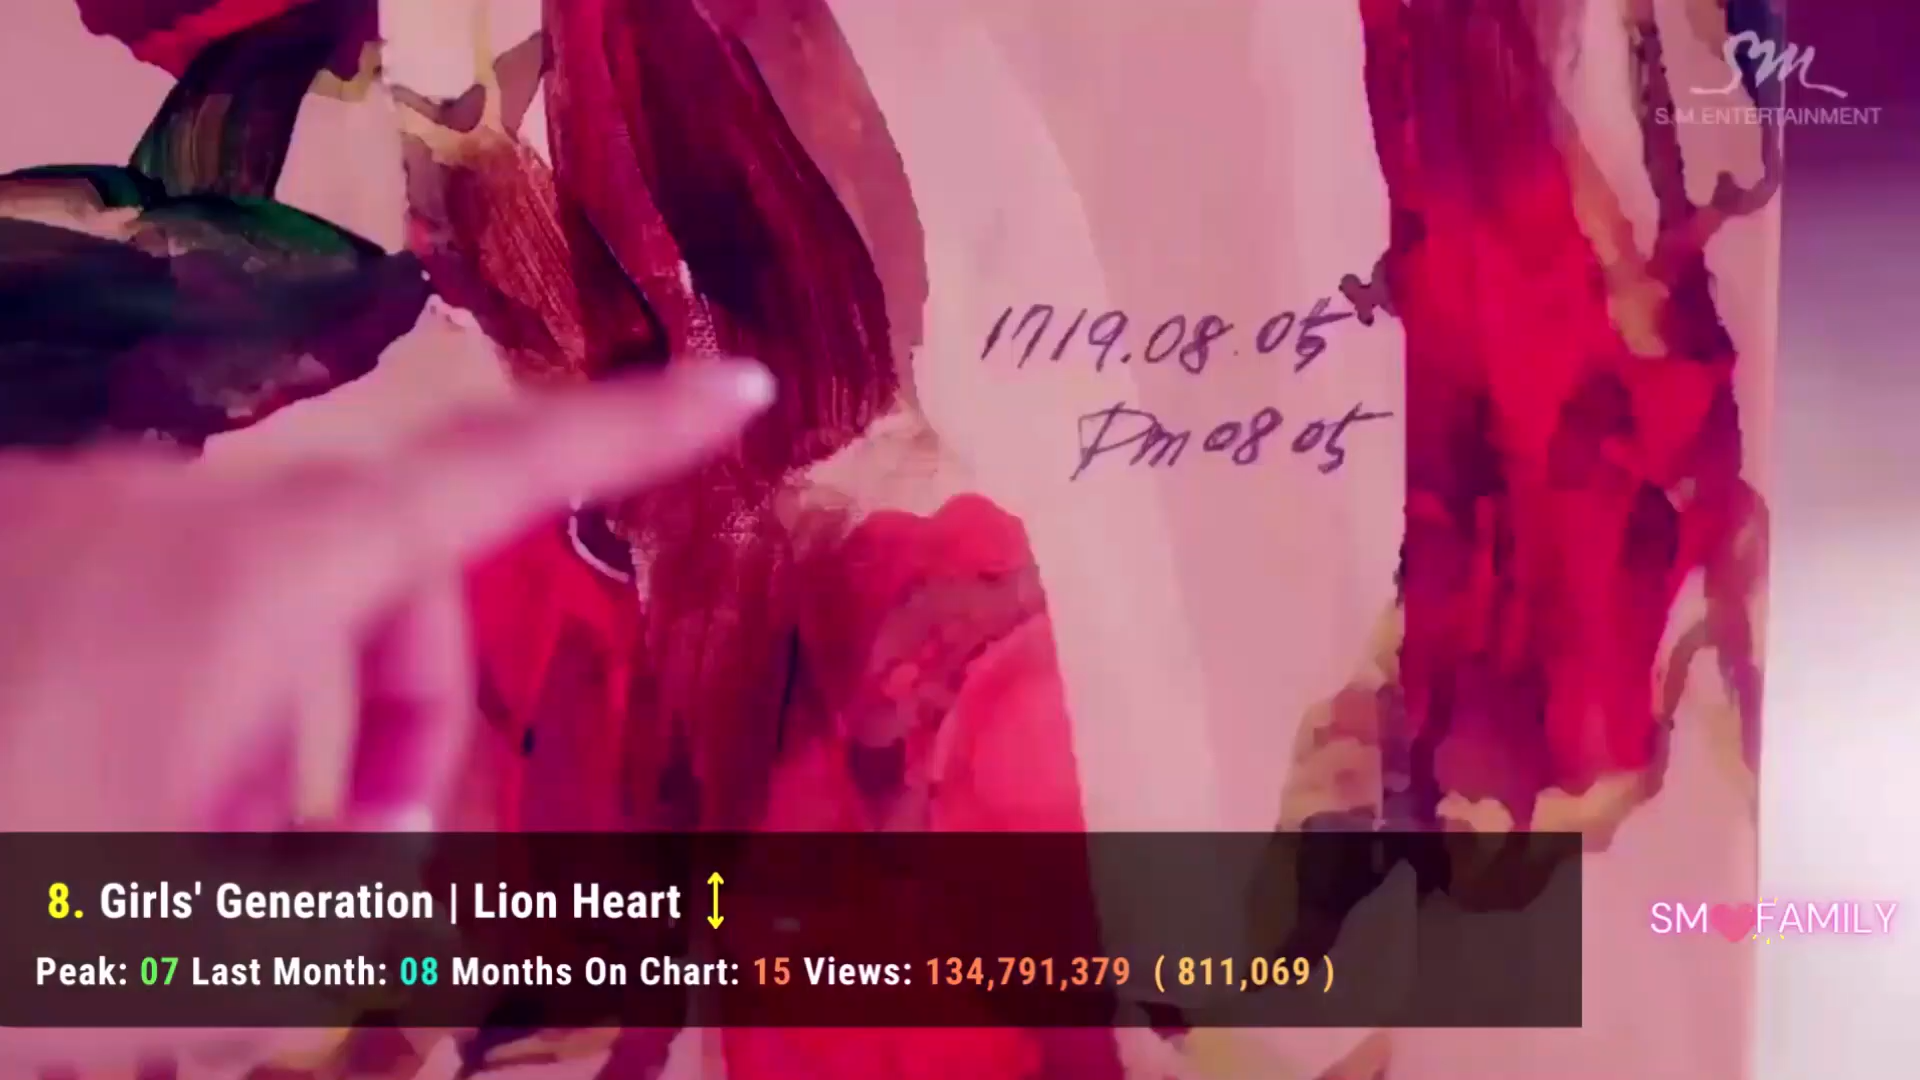 Sm
S.M.ENTERTAINMENT
1719.08.05
Pm 08 05
8. Girls' Generation | Lion Heart
Peak: 07 Last Month: 08 Months On Chart: 15 Views: 134,791,379 ( 811,069 )
SM FAMILY